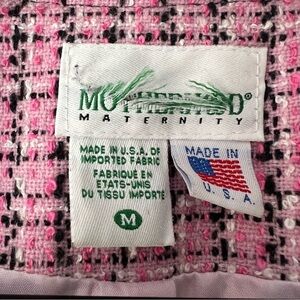 MOTHERHOOD®
MATERNITY
MADE IN U.S.A. OF
IMPORTED FABRIC
FABRIQUÉ EN
ETATS-UNIS
DU TISSU IMPORTÉ
M
MADE IN
U.S.A.